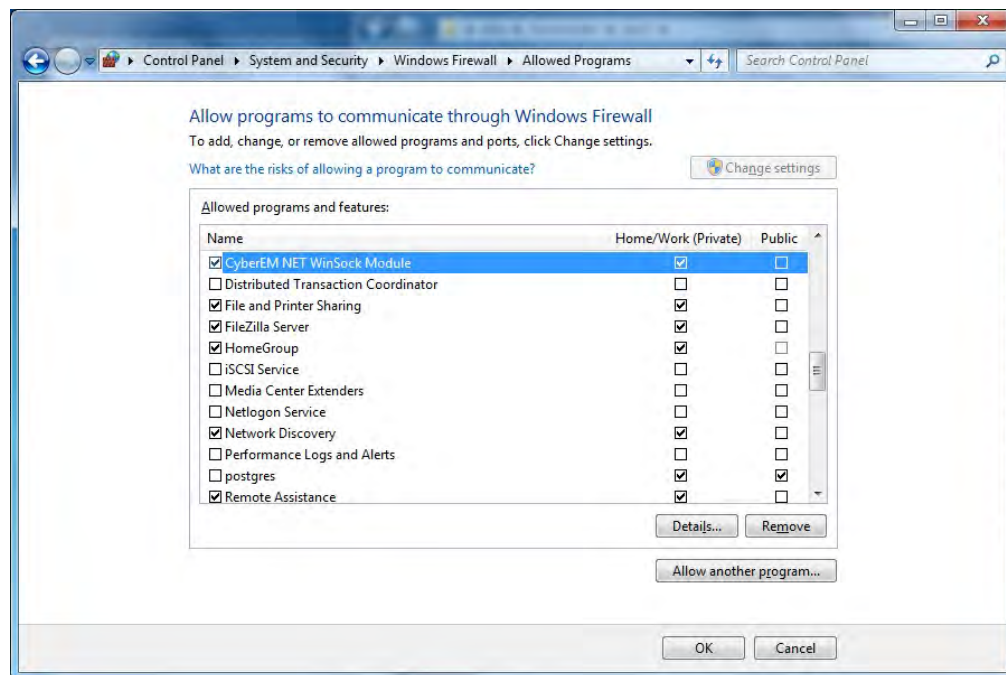 Control Panel ▸ System and Security ▸ Windows Firewall ▸ Allowed Programs Search Control Panel
Allow programs to communicate through Windows Firewall
To add, change, or remove allowed programs and ports, click Change settings.
What are the risks of allowing a program to communicate? Change settings
Allowed programs and features:
Name Home/Work (Private) Public
CyberEM NET WinSock Module
Distributed Transaction Coordinator
File and Printer Sharing
FileZilla Server
HomeGroup
iSCSI Service
Media Center Extenders
Netlogon Service
Network Discovery
Performance Logs and Alerts
postgres
Remote Assistance
Details... Remove
Allow another program...
OK Cancel